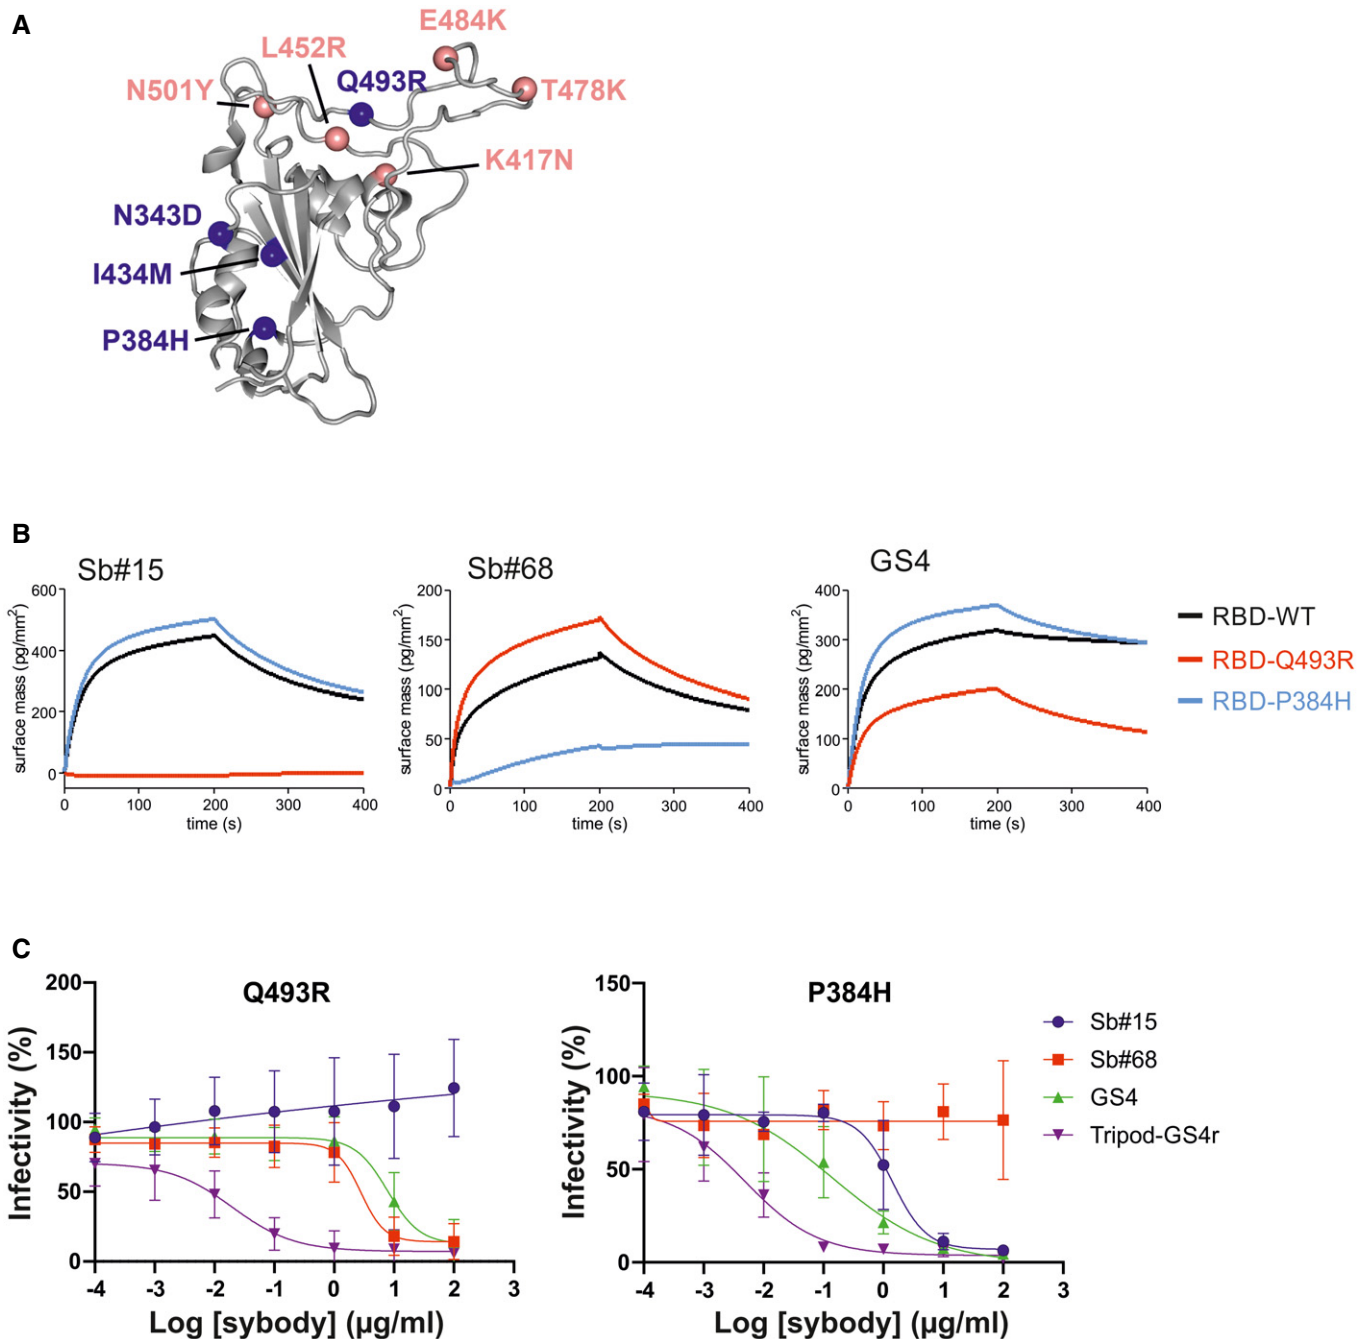 A
E484K
L452R
Q493R
N501Y
T478K
K417N
N343D
I434M
P384H
B
Sb#15
Sb#68
GS4
600
400
200
0
surface mass (pg/mm²)
0 100 200 300 400
time (s)
200
150
100
50
0
surface mass (pg/mm²)
0 100 200 300 400
time (s)
400
300
200
100
0
surface mass (pg/mm²)
0 100 200 300 400
time (s)
RBD-WT
RBD-Q493R
RBD-P384H
C
Q493R
200
150
100
50
0
Infectivity (%)
-4 -3 -2 -1 0 1 2 3
Log [sybody] (µg/ml)
P384H
150
100
50
0
Infectivity (%)
-4 -3 -2 -1 0 1 2 3
Log [sybody] (µg/ml)
Sb#15
Sb#68
GS4
Tripod-GS4r